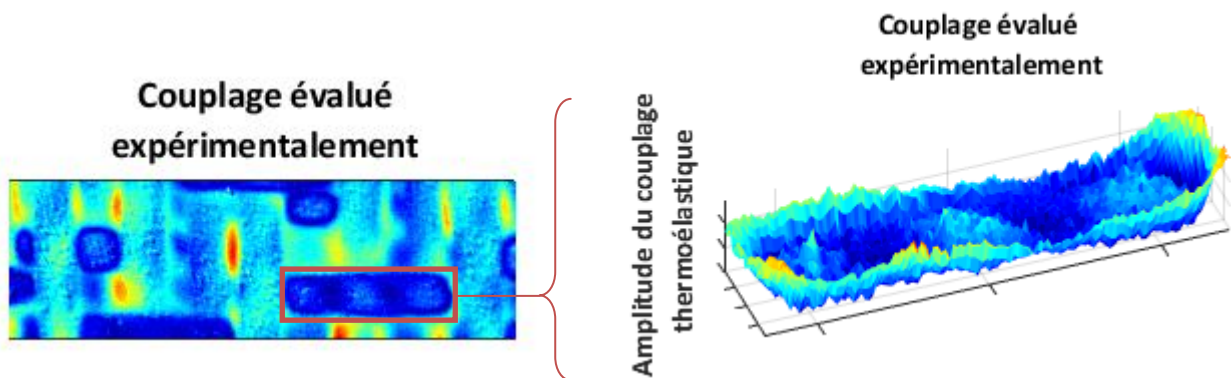 Couplage évalué
expérimentalement
Amplitude du couplage
thermoélastique
Couplage évalué
expérimentalement